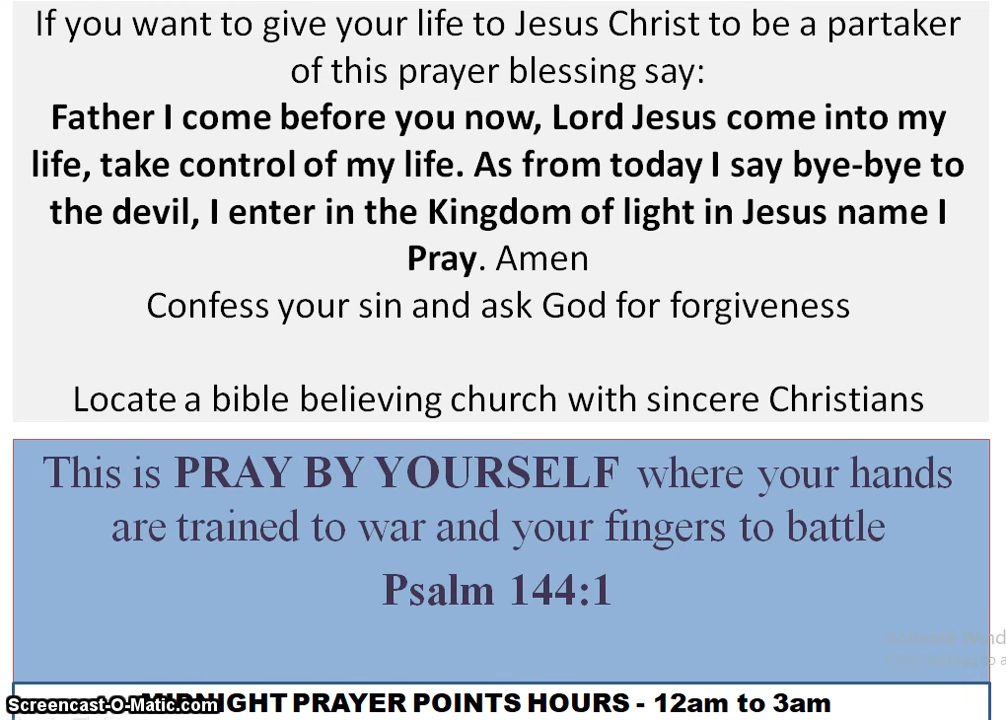 If you want to give your life to Jesus Christ to be a partaker
of this prayer blessing say:
Father I come before you now, Lord Jesus come into my
life, take control of my life. As from today I say bye-bye to
the devil, I enter in the Kingdom of light in Jesus name I
Pray. Amen
Confess your sin and ask God for forgiveness
Locate a bible believing church with sincere Christians
This is PRAY BY YOURSELF where your hands
are trained to war and your fingers to battle
Psalm 144:1
MIDNIGHT PRAYER POINTS HOURS - 12am to 3am
Screencast-O-Matic.com